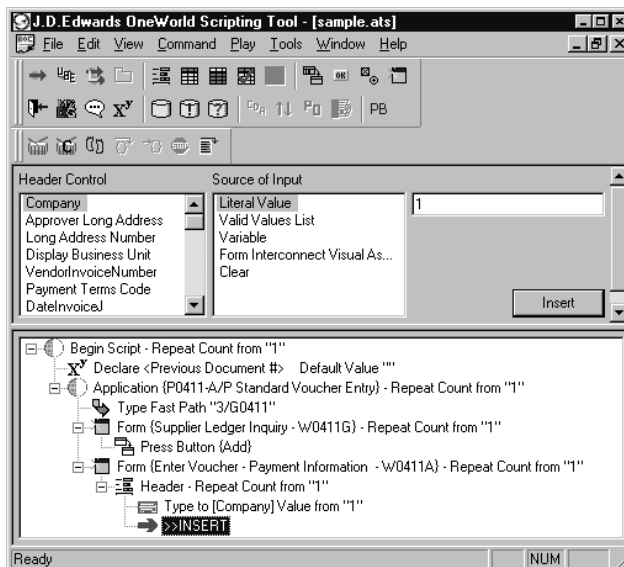 J.D.Edwards OneWorld Scripting Tool - [sample.ats]
File Edit View Command Play Tools Window Help
UBE OK
X^y CDA PO PB
Header Control Source of Input
Company Literal Value 1
Approver Long Address Valid Values List
Long Address Number Variable
Display Business Unit Form Interconnect Visual As...
VendorInvoiceNumber Clear
Payment Terms Code
DateInvoiceJ Insert
Begin Script - Repeat Count from "1"
X^y Declare <Previous Document #> Default Value ""
Application {P0411-A/P Standard Voucher Entry} - Repeat Count from "1"
Type Fast Path "3/G0411"
Form {Supplier Ledger Inquiry - W0411G} - Repeat Count from "1"
Press Button {Add}
Form {Enter Voucher - Payment Information - W0411A} - Repeat Count from "1"
Header - Repeat Count from "1"
Type to [Company] Value from "1"
>>INSERT
Ready NUM